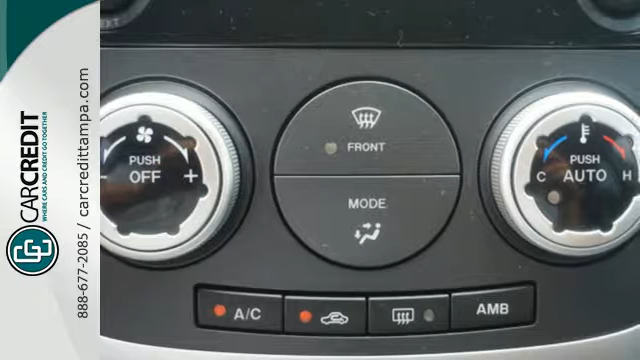 CARCREDIT
WHERE CARS AND CREDIT GO TOGETHER
888-677-2085 / carcredittampa.com
PUSH
OFF
- +
FRONT
MODE
PUSH
AUTO
C H
A/C
AMB